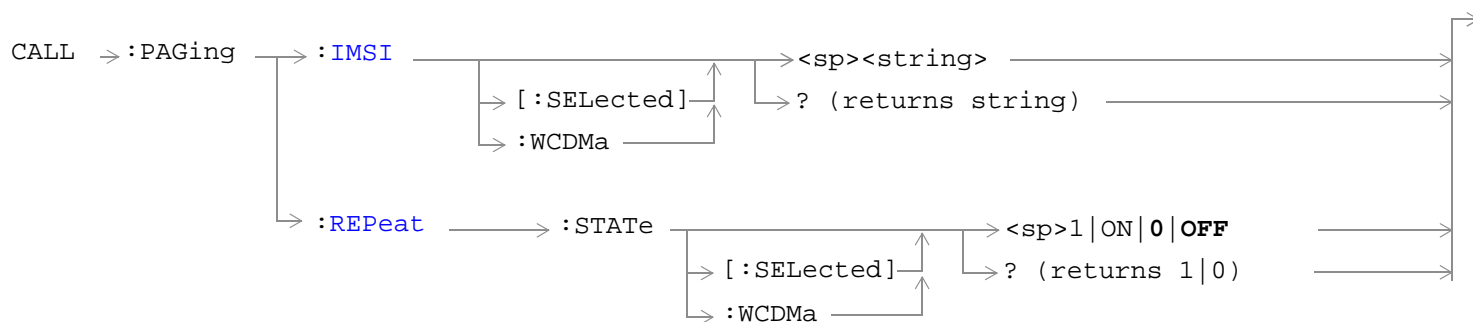 CALL :PAGing :IMSI <sp><string>
[:SELected] ? (returns string)
:WCDMa
:REPeat :STATe <sp>1|ON|0|OFF
[:SELected] ? (returns 1|0)
:WCDMa